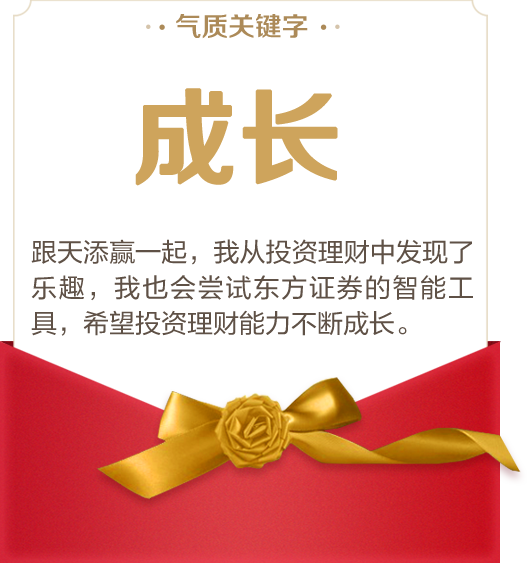 气质关键字
成长
跟天添赢一起，我从投资理财中发现了
乐趣，我也会尝试东方证券的智能工
具，希望投资理财能力不断成长。